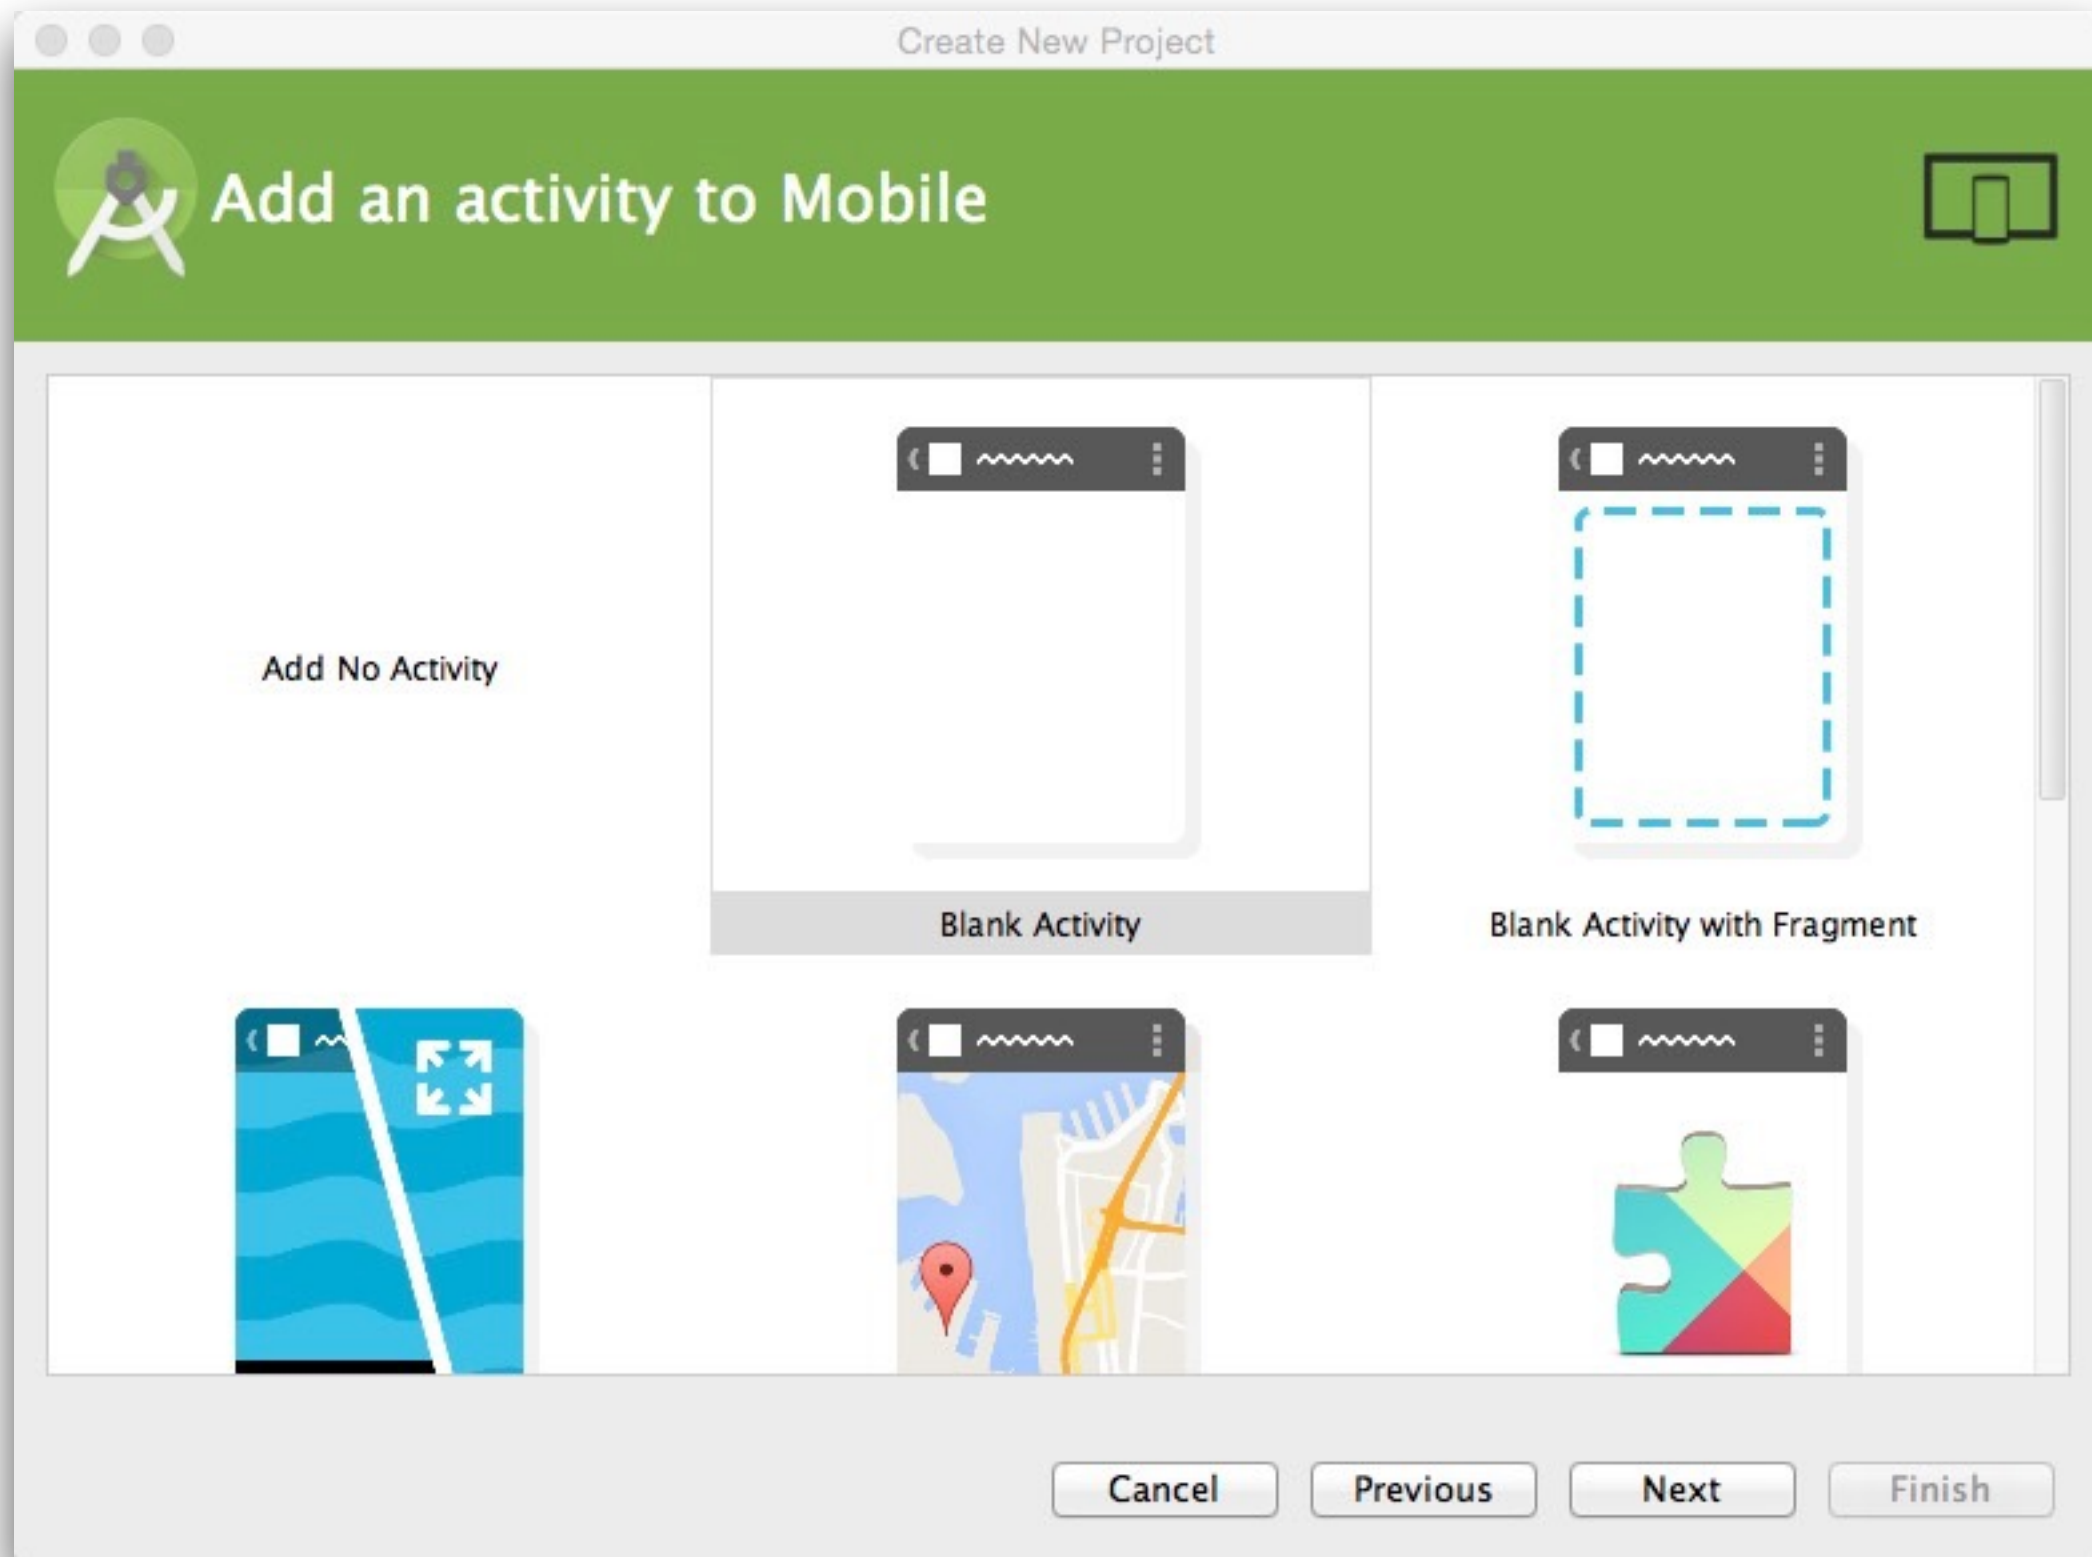 Create New Project
Add an activity to Mobile
Add No Activity
Blank Activity
Blank Activity with Fragment
Cancel
Previous
Next
Finish